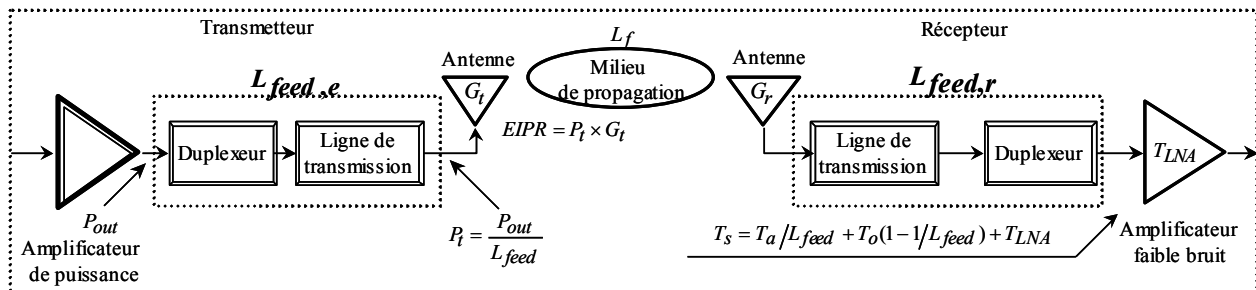 Transmetteur
Récepteur
L_f
Antenne
Milieu
de propagation
Antenne
L_feed,e
L_feed,r
G_t
G_r
EIPR = P_t × G_t
Duplexeur
Ligne de
transmission
Ligne de
transmission
Duplexeur
T_LNA
P_out
Amplificateur
de puissance
P_t = P_out / L_feed
T_s = T_a/L_feed + T_o(1−1/L_feed) + T_LNA
Amplificateur
faible bruit